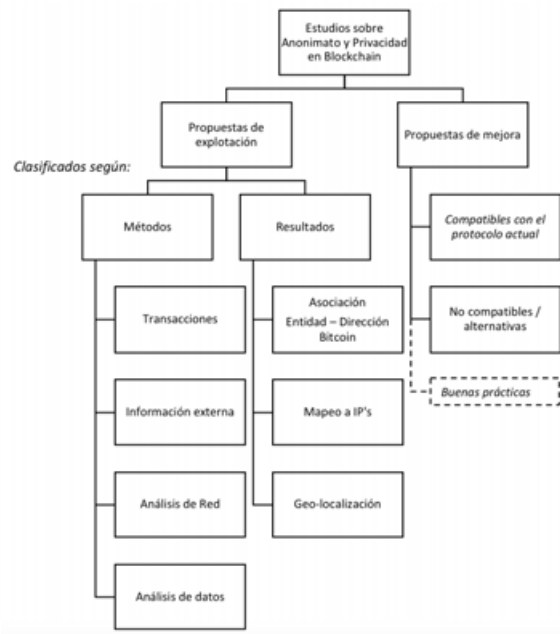 Estudios sobre
Anonimato y Privacidad
en Blockchain
Propuestas de
explotación
Propuestas de mejora
Clasificados según:
Métodos
Resultados
Compatibles con el
protocolo actual
Transacciones
Asociación
Entidad – Dirección
Bitcoin
No compatibles /
alternativas
Buenas prácticas
Información externa
Mapeo a IP's
Análisis de Red
Geo-localización
Análisis de datos